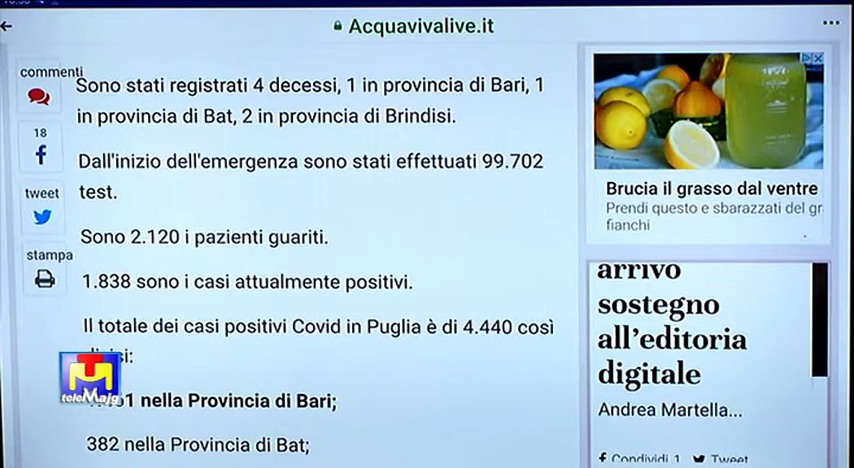 Acquavivalive.it
commenti
18
tweet
stampa
Sono stati registrati 4 decessi, 1 in provincia di Bari, 1
in provincia di Bat, 2 in provincia di Brindisi.
Dall'inizio dell'emergenza sono stati effettuati 99.702
test.
Sono 2.120 i pazienti guariti.
1.838 sono i casi attualmente positivi.
Il totale dei casi positivi Covid in Puglia è di 4.440 così
nella Provincia di Bari;
382 nella Provincia di Bat;
teleMajg
Brucia il grasso dal ventre
Prendi questo e sbarazzati del gr
fianchi
arrivo
sostegno
all'editoria
digitale
Andrea Martella...
Condividi 1 Tweet